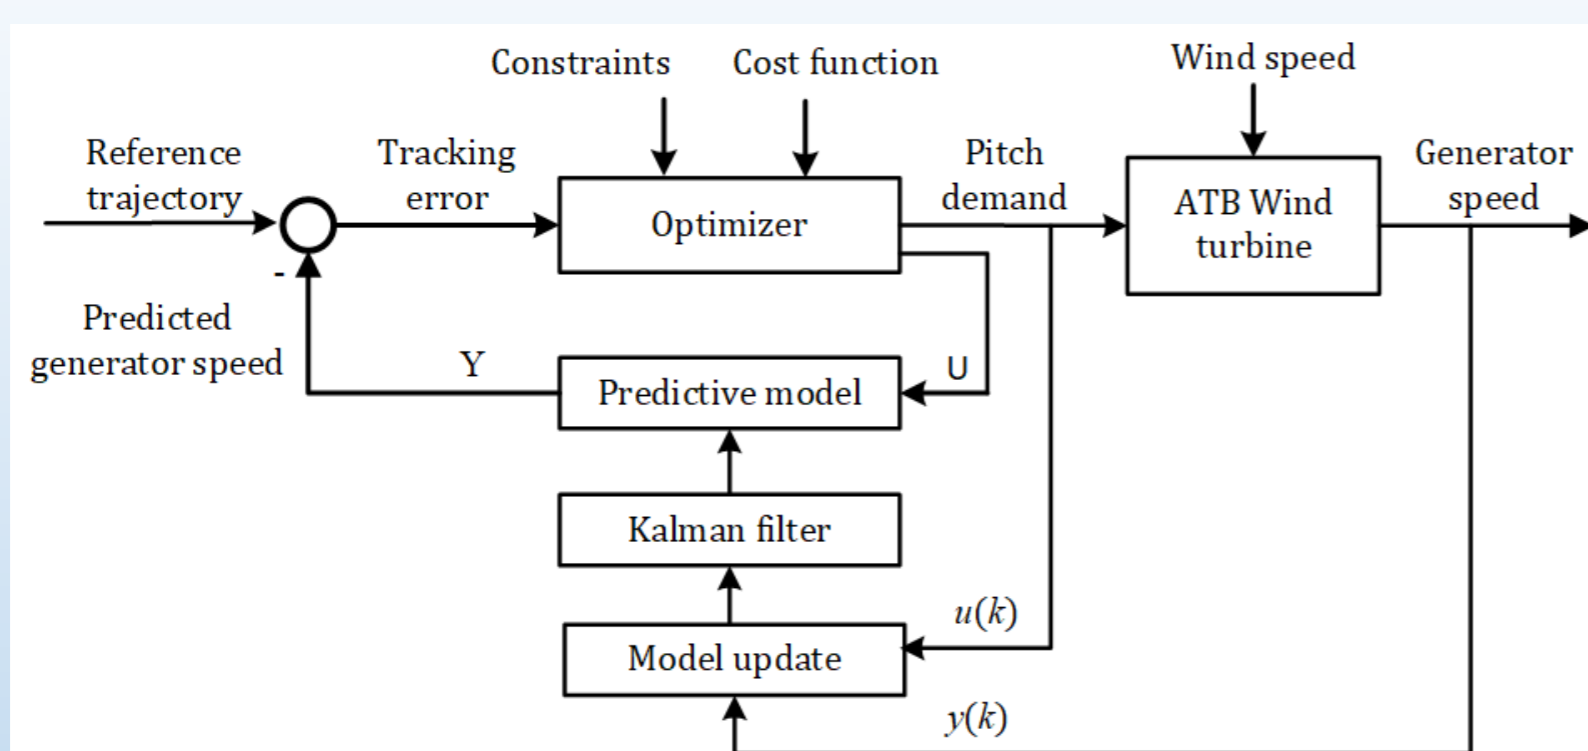 Constraints
Cost function
Wind speed
Reference
trajectory
Tracking
error
Pitch
demand
Generator
speed
Optimizer
ATB Wind
turbine
-
Predicted
generator speed
Y
Predictive model
U
Kalman filter
u(k)
Model update
y(k)